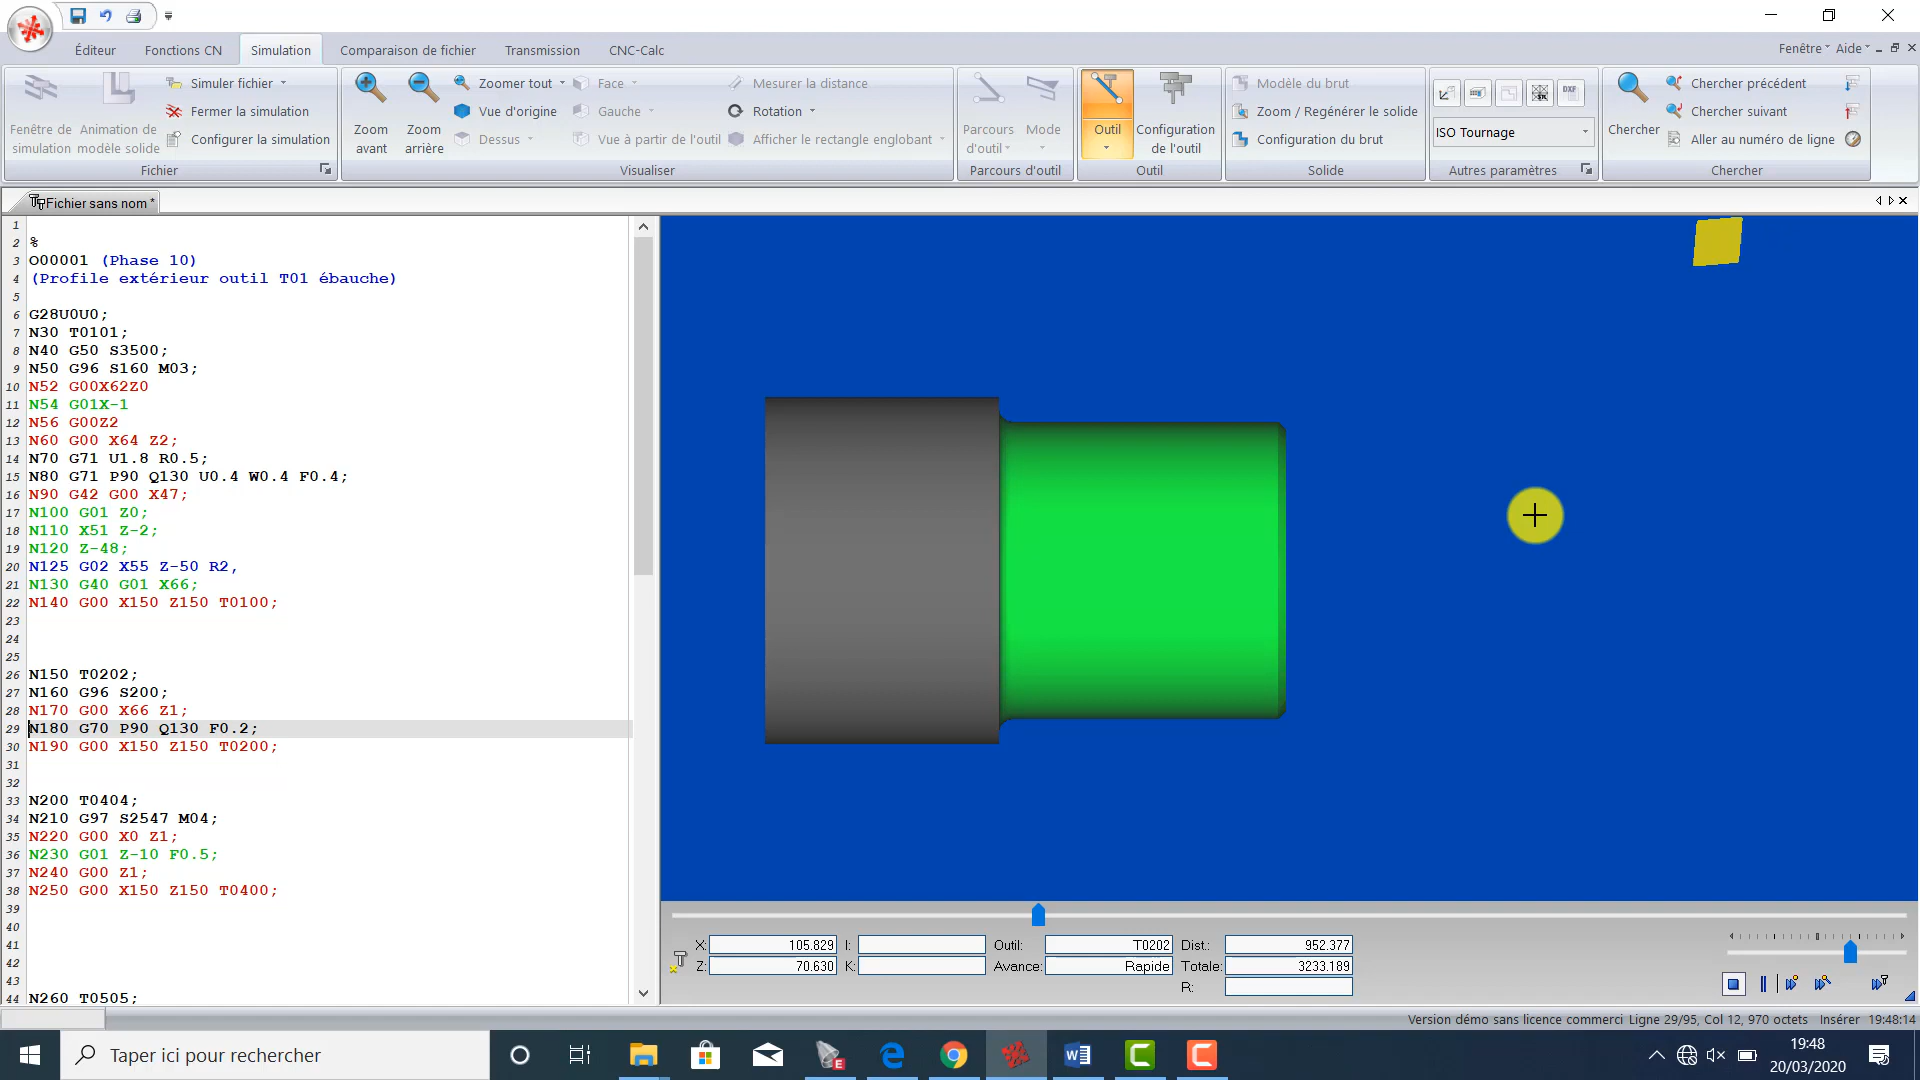 Éditeur Fonctions CN Simulation Comparaison de fichier Transmission CNC-Calc Fenêtre Aide
Fenêtre de simulation
Animation de modèle solide
Simuler fichier
Fermer la simulation
Configurer la simulation
Fichier
Zoom avant
Zoom arrière
Zoomer tout
Vue d'origine
Dessus
Face
Gauche
Vue à partir de l'outil
Mesurer la distance
Rotation
Afficher le rectangle englobant
Visualiser
Parcours d'outil
Mode
Parcours d'outil
Outil
Configuration de l'outil
Outil
Modèle du brut
Zoom / Regénérer le solide
Configuration du brut
Solide
DXF
ISO Tournage
Autres paramètres
Chercher
Chercher précédent
Chercher suivant
Aller au numéro de ligne
Chercher
Fichier sans nom *
1
2 %
3 O00001 (Phase 10)
4 (Profile extérieur outil T01 ébauche)
5
6 G28U0U0;
7 N30 T0101;
8 N40 G50 S3500;
9 N50 G96 S160 M03;
10 N52 G00X62Z0
11 N54 G01X-1
12 N56 G00Z2
13 N60 G00 X64 Z2;
14 N70 G71 U1.8 R0.5;
15 N80 G71 P90 Q130 U0.4 W0.4 F0.4;
16 N90 G42 G00 X47;
17 N100 G01 Z0;
18 N110 X51 Z-2;
19 N120 Z-48;
20 N125 G02 X55 Z-50 R2,
21 N130 G40 G01 X66;
22 N140 G00 X150 Z150 T0100;
23
24
25
26 N150 T0202;
27 N160 G96 S200;
28 N170 G00 X66 Z1;
29 N180 G70 P90 Q130 F0.2;
30 N190 G00 X150 Z150 T0200;
31
32
33 N200 T0404;
34 N210 G97 S2547 M04;
35 N220 G00 X0 Z1;
36 N230 G01 Z-10 F0.5;
37 N240 G00 Z1;
38 N250 G00 X150 Z150 T0400;
39
40
41
42
43
44 N260 T0505;
X: 105.829 I: Outil: T0202 Dist.: 952.377
Z: 70.630 K: Avance: Rapide Totale: 3233.189
R:
Version démo sans licence commerci Ligne 29/95, Col 12, 970 octets Insérer 19:48:14
Taper ici pour rechercher
19:48
20/03/2020